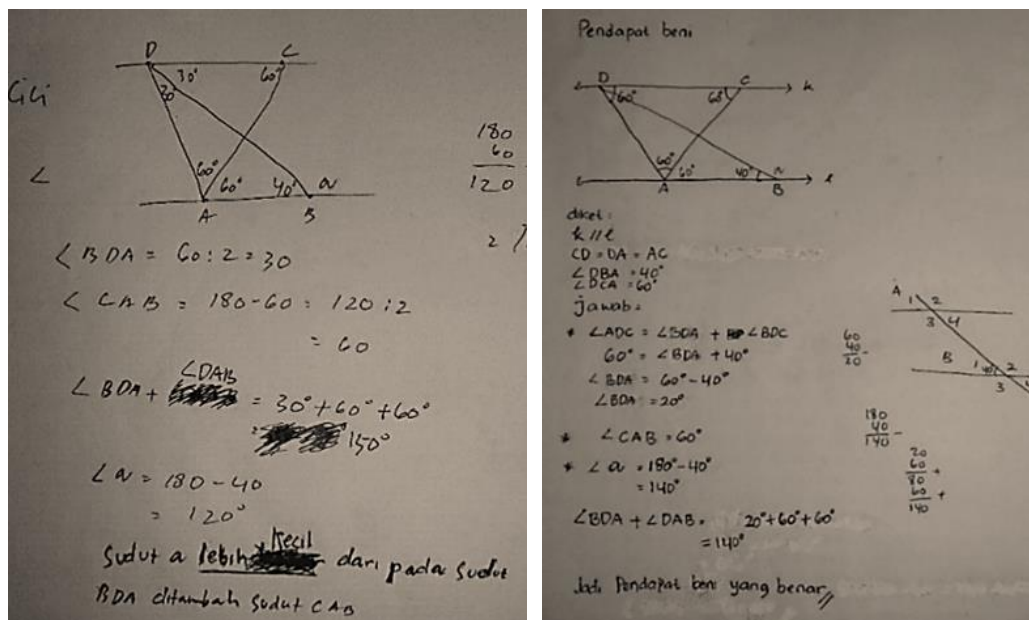 Cici
D
C
30°
60°
30°
60°
60°
40°
a
A
B
∠
180
60
120
2
∠ BDA = 60 : 2 = 30
∠ CAB = 180 - 60 = 120 : 2
= 60
∠ BDA + ∠DAB = 30° + 60° + 60°
= 150°
∠ a = 180 - 40
= 120°
Sudut a lebih kecil dari pada sudut
BDA ditambah sudut CAB
Pendapat beni
D
C
k
60°
60°
60°
60°
40°
a
A
B
l
diket :
k // l
CD = DA = AC
∠ DBA = 40°
∠ DCA = 60°
jawab :
* ∠ADC = ∠BDA + ∠BDC
60° = ∠BDA + 40°
∠ BDA = 60° - 40°
∠BDA = 20°
* ∠CAB = 60°
* ∠ a = 180° - 40°
= 140°
∠BDA + ∠DAB = 20° + 60° + 60°
= 140°
Jadi Pendapat beni yang benar //
A
1 2
3 4
B
1 40° 2
3 4
60
40
20 -
180
40
140 -
20
60
80 +
60
140 +